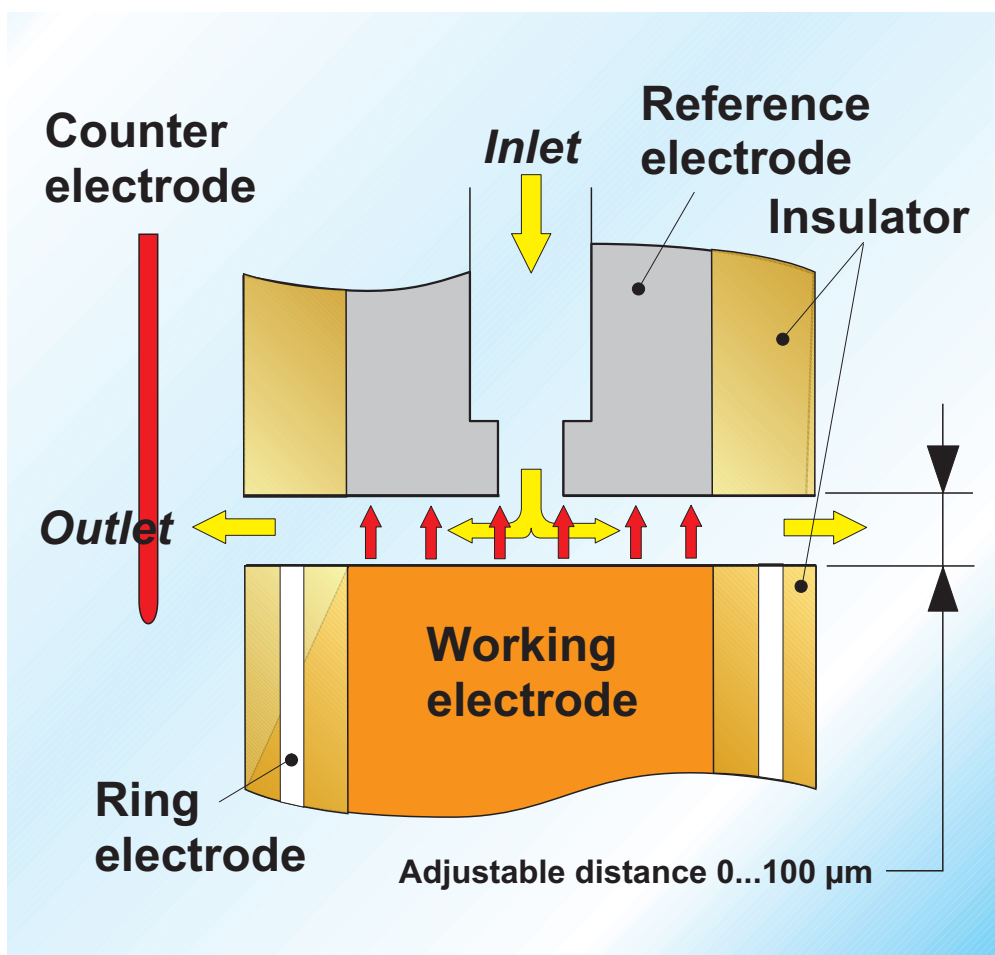 Counter
electrode
Inlet
Reference
electrode
Insulator
Outlet
Working
electrode
Ring
electrode
Adjustable distance 0...100 µm